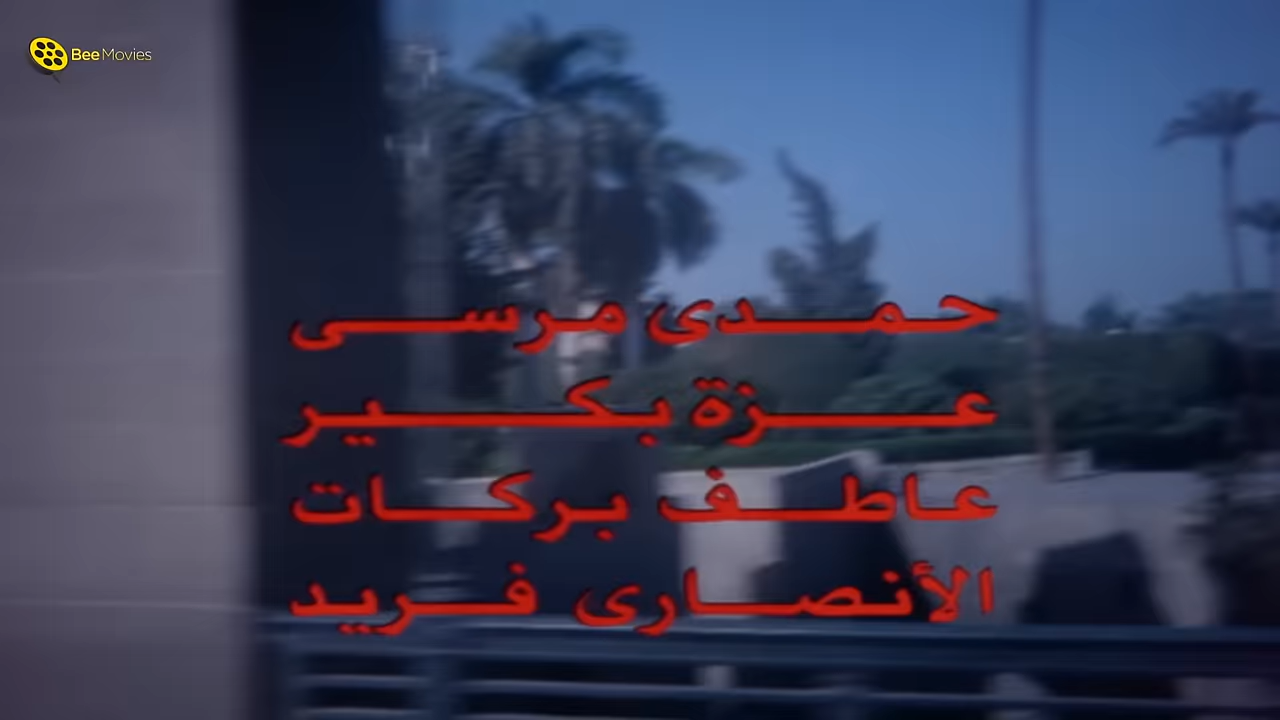 BeeMovies
حمدى مرسى
عزة بكير
عاطف بركات
الأنصارى فريد